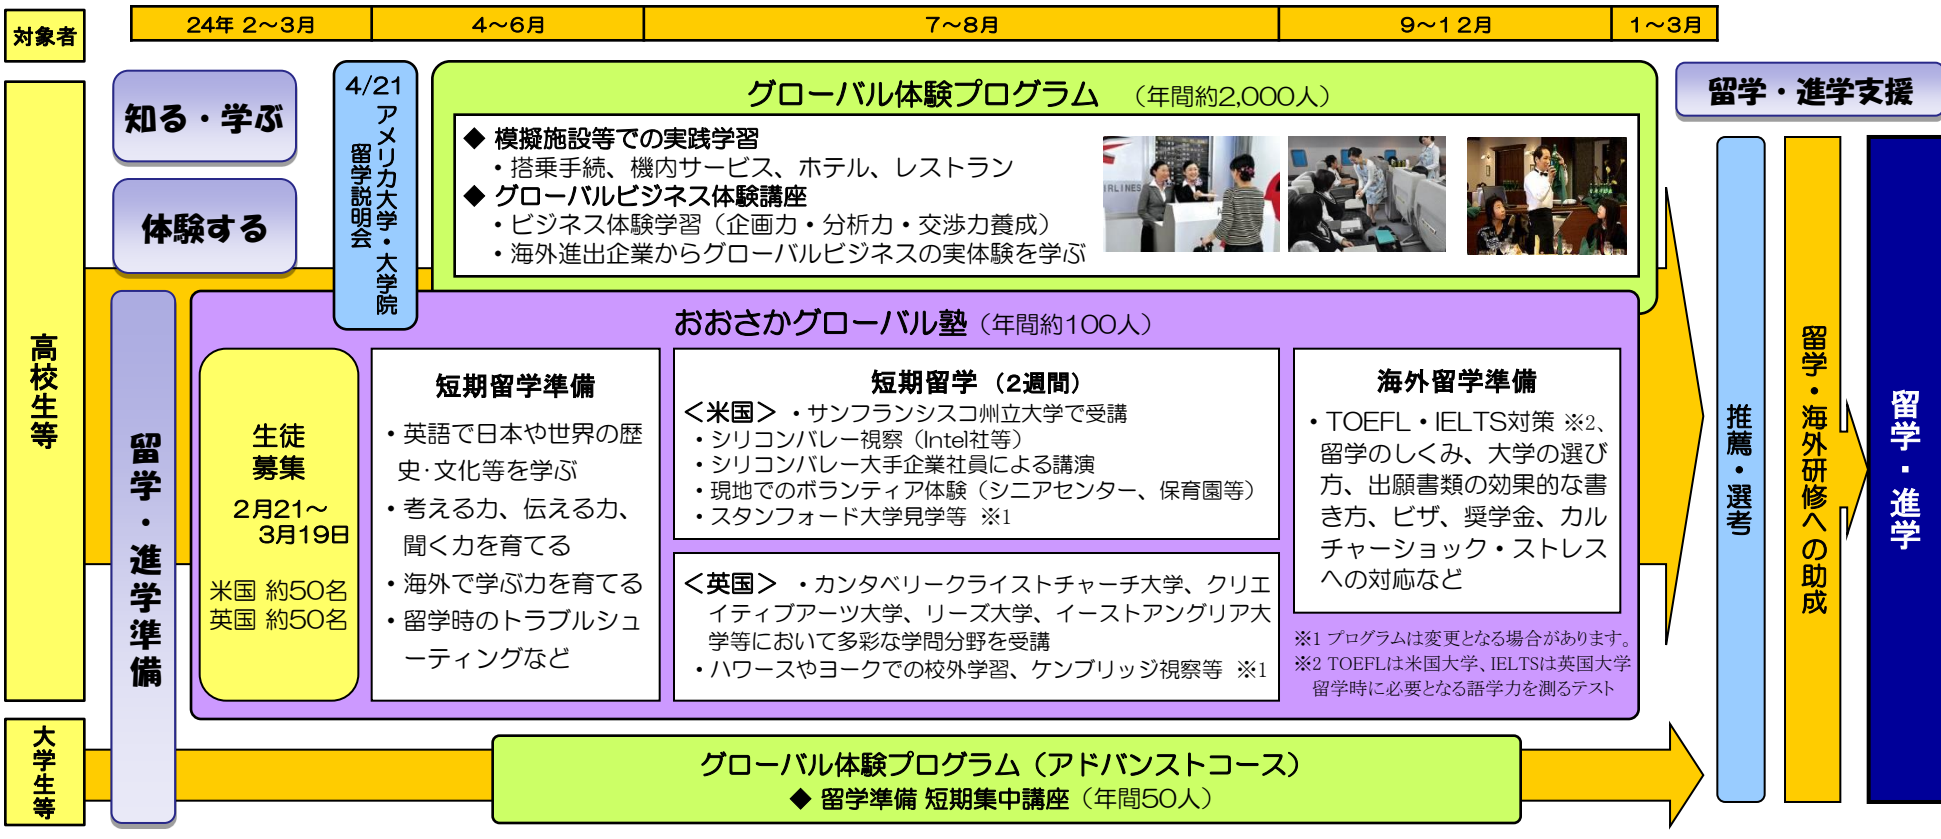 対象者
24年 2～3月
4～6月
7～8月
9～12月
1～3月
高校生等
大学生等
知る・学ぶ
体験する
留学・進学準備
4/21
アメリカ大学・大学院
留学説明会
グローバル体験プログラム （年間約2,000人）
◆ 模擬施設等での実践学習
・搭乗手続、機内サービス、ホテル、レストラン
◆ グローバルビジネス体験講座
・ビジネス体験学習（企画力・分析力・交渉力養成）
・海外進出企業からグローバルビジネスの実体験を学ぶ
RLINES
おおさかグローバル塾（年間約100人）
生徒
募集
2月21～
3月19日
米国 約50名
英国 約50名
短期留学準備
・英語で日本や世界の歴
史・文化等を学ぶ
・考える力、伝える力、
聞く力を育てる
・海外で学ぶ力を育てる
・留学時のトラブルシュ
ーティングなど
短期留学（2週間）
＜米国＞ ・サンフランシスコ州立大学で受講
・シリコンバレー視察（Intel社等）
・シリコンバレー大手企業社員による講演
・現地でのボランティア体験（シニアセンター、保育園等）
・スタンフォード大学見学等 ※1
＜英国＞ ・カンタベリークライストチャーチ大学、クリエ
イティブアーツ大学、リーズ大学、イーストアングリア大
学等において多彩な学問分野を受講
・ハワースやヨークでの校外学習、ケンブリッジ視察等 ※1
海外留学準備
・TOEFL・IELTS対策 ※2、
留学のしくみ、大学の選び
方、出願書類の効果的な書
き方、ビザ、奨学金、カル
チャーショック・ストレス
への対応など
※1 プログラムは変更となる場合があります。
※2 TOEFLは米国大学、IELTSは英国大学
留学時に必要となる語学力を測るテスト
グローバル体験プログラム（アドバンストコース）
◆ 留学準備 短期集中講座（年間50人）
留学・進学支援
推薦・選考
留学・海外研修への助成
留学・進学